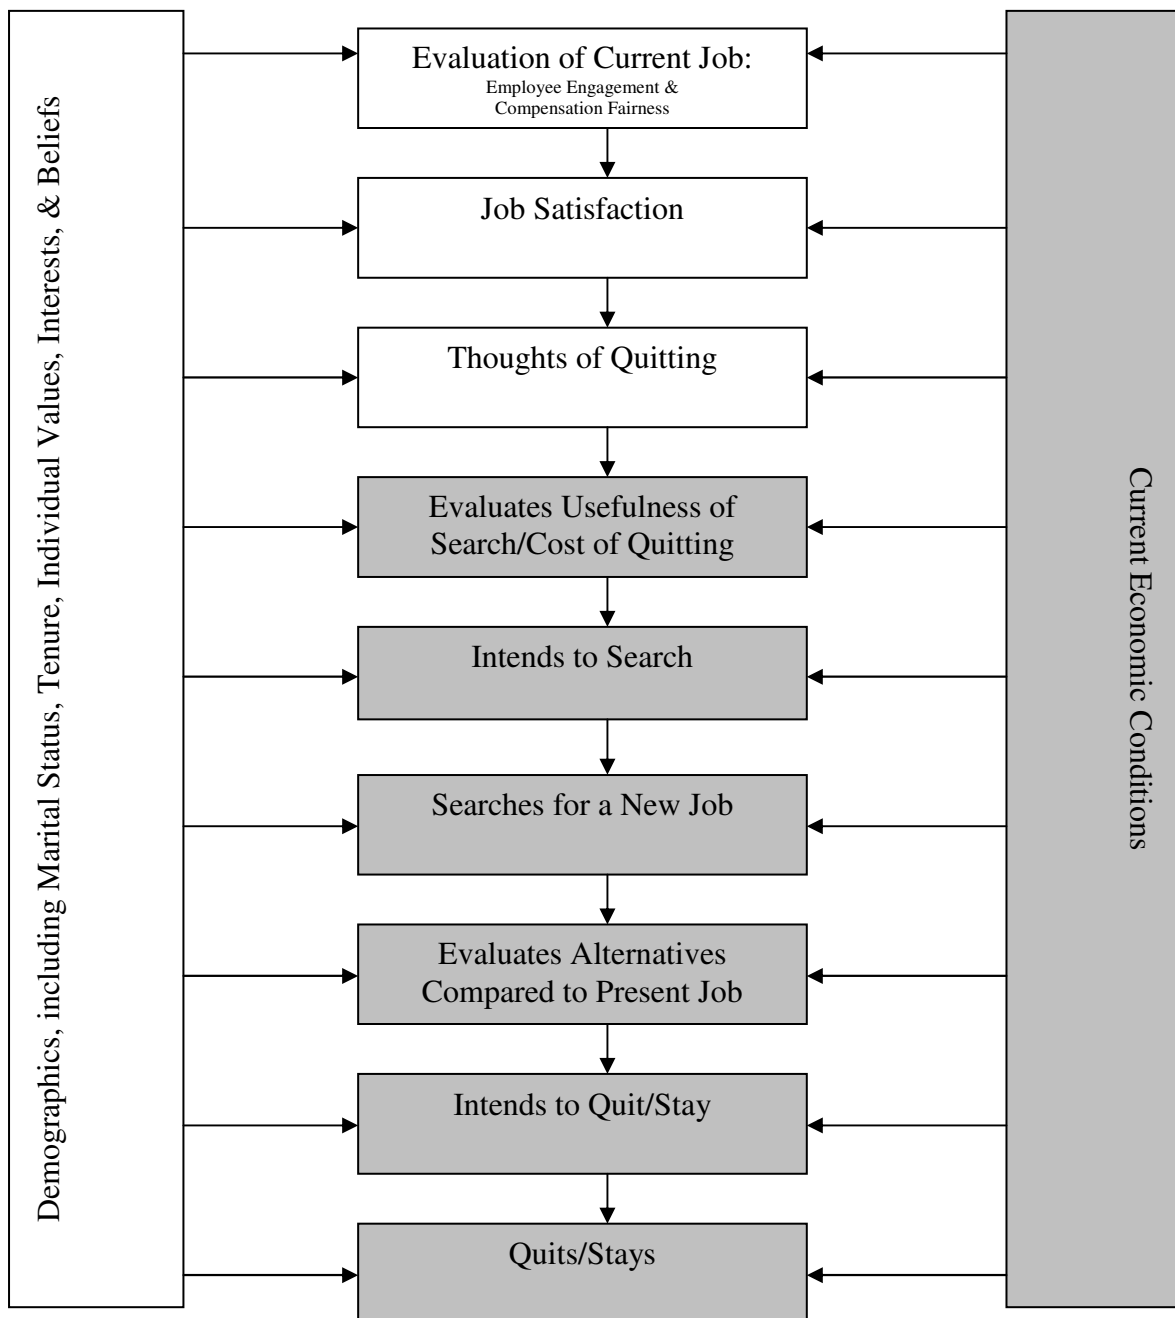 Demographics, including Marital Status, Tenure, Individual Values, Interests, & Beliefs
Evaluation of Current Job:
Employee Engagement &
Compensation Fairness
Job Satisfaction
Thoughts of Quitting
Evaluates Usefulness of
Search/Cost of Quitting
Intends to Search
Searches for a New Job
Evaluates Alternatives
Compared to Present Job
Intends to Quit/Stay
Quits/Stays
Current Economic Conditions